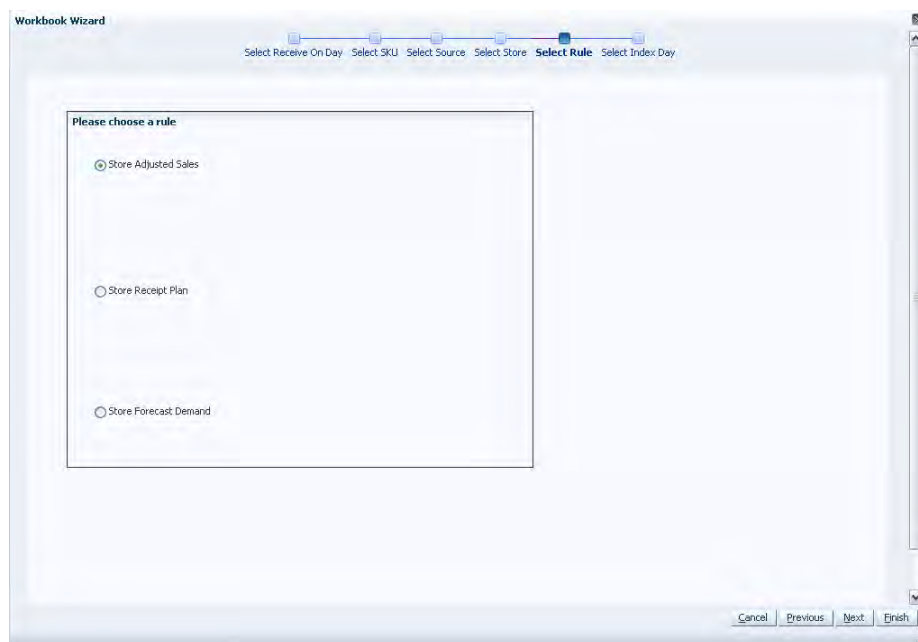 Workbook Wizard
Select Receive On Day Select SKU Select Source Select Store Select Rule Select Index Day
Please choose a rule
Store Adjusted Sales
Store Receipt Plan
Store Forecast Demand
Cancel Previous Next Finish